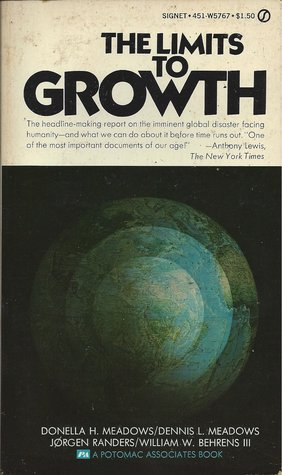 SIGNET • 451-W5767 • $1.50
THE LIMITS
TO
GROWTH
"The headline-making report on the imminent global disaster facing
humanity—and what we can do about it before time runs out. "One
of the most important documents of our age!" —Anthony Lewis,
The New York Times
DONELLA H. MEADOWS/DENNIS L. MEADOWS
JØRGEN RANDERS/WILLIAM W. BEHRENS III
PA A POTOMAC ASSOCIATES BOOK